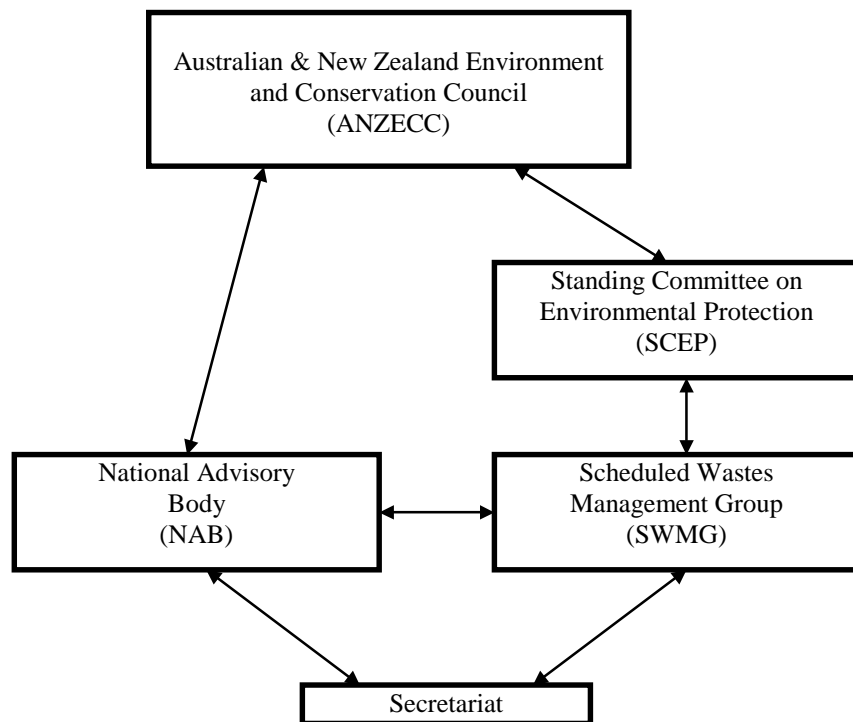 Australian & New Zealand Environment
and Conservation Council
(ANZECC)
Standing Committee on
Environmental Protection
(SCEP)
National Advisory
Body
(NAB)
Scheduled Wastes
Management Group
(SWMG)
Secretariat